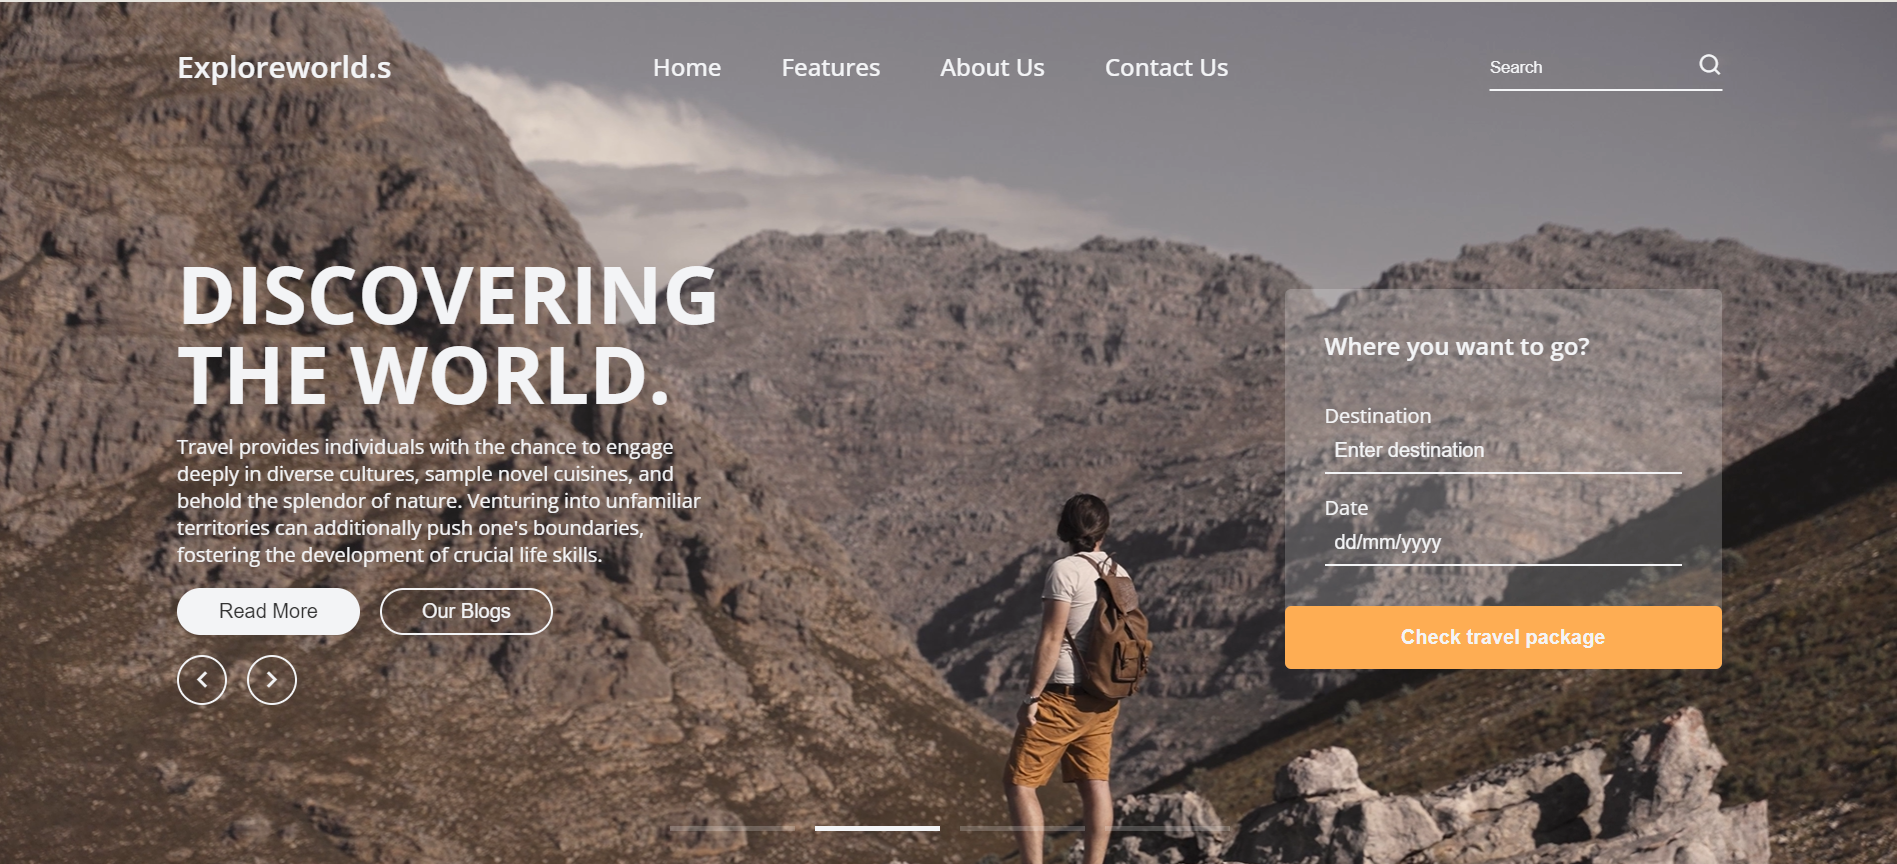 Exploreworld.s
Home
Features
About Us
Contact Us
Search
DISCOVERING
THE WORLD.
Travel provides individuals with the chance to engage
deeply in diverse cultures, sample novel cuisines, and
behold the splendor of nature. Venturing into unfamiliar
territories can additionally push one's boundaries,
fostering the development of crucial life skills.
Read More
Our Blogs
Where you want to go?
Destination
Enter destination
Date
dd/mm/yyyy
Check travel package